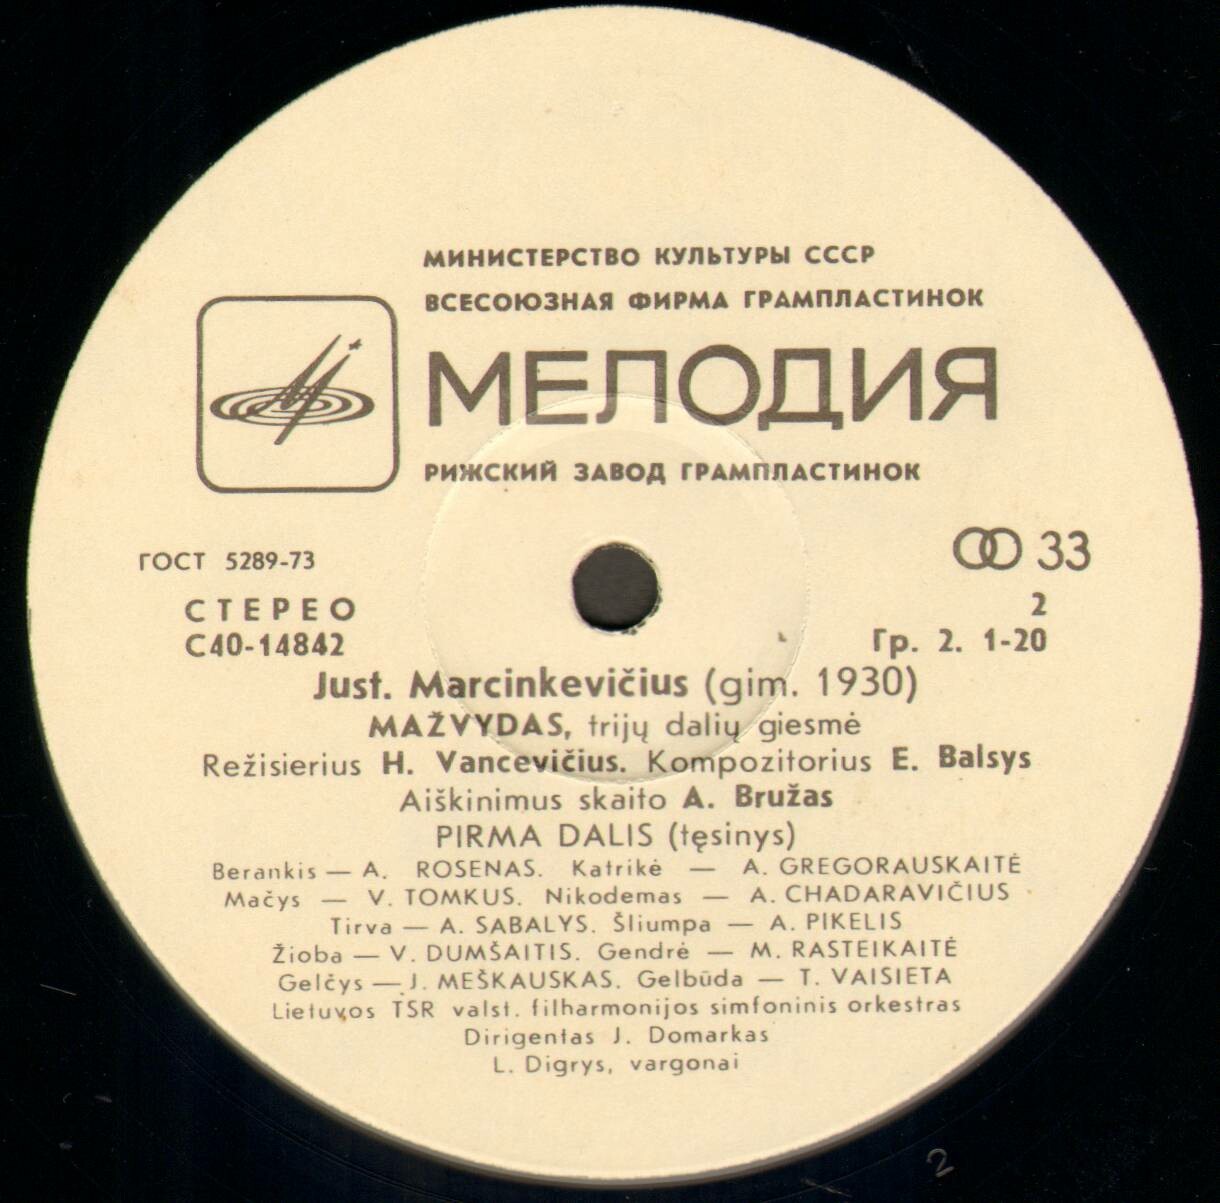 МИНИСТЕРСТВО КУЛЬТУРЫ СССР
ВСЕСОЮЗНАЯ ФИРМА ГРАМПЛАСТИНОК
МЕЛОДИЯ
РИЖСКИЙ ЗАВОД ГРАМПЛАСТИНОК
ГОСТ 5289-73
33
СТЕРЕО
2
С40-14842
Гр. 2. 1-20
Just. Marcinkevičius (gim. 1930)
MAŽVYDAS, trijų dalių giesmė
Režisierius H. Vancevičius. Kompozitorius E. Balsys
Aiškinimus skaito A. Bružas
PIRMA DALIS (tęsinys)
Berankis — A. ROSENAS. Katrikė — A. GREGORAUSKAITĖ
Mačys — V. TOMKUS. Nikodemas — A. CHADARAVIČIUS
Tirva — A. SABALYS. Šliumpa — A. PIKELIS
Žioba — V. DUMŠAITIS. Gendrė — M. RASTEIKAITĖ
Gelčys — J. MEŠKAUSKAS. Gelbūda — T. VAISIETA
Lietuvos TSR valst. filharmonijos simfoninis orkestras
Dirigentas J. Domarkas
L. Digrys, vargonai
2